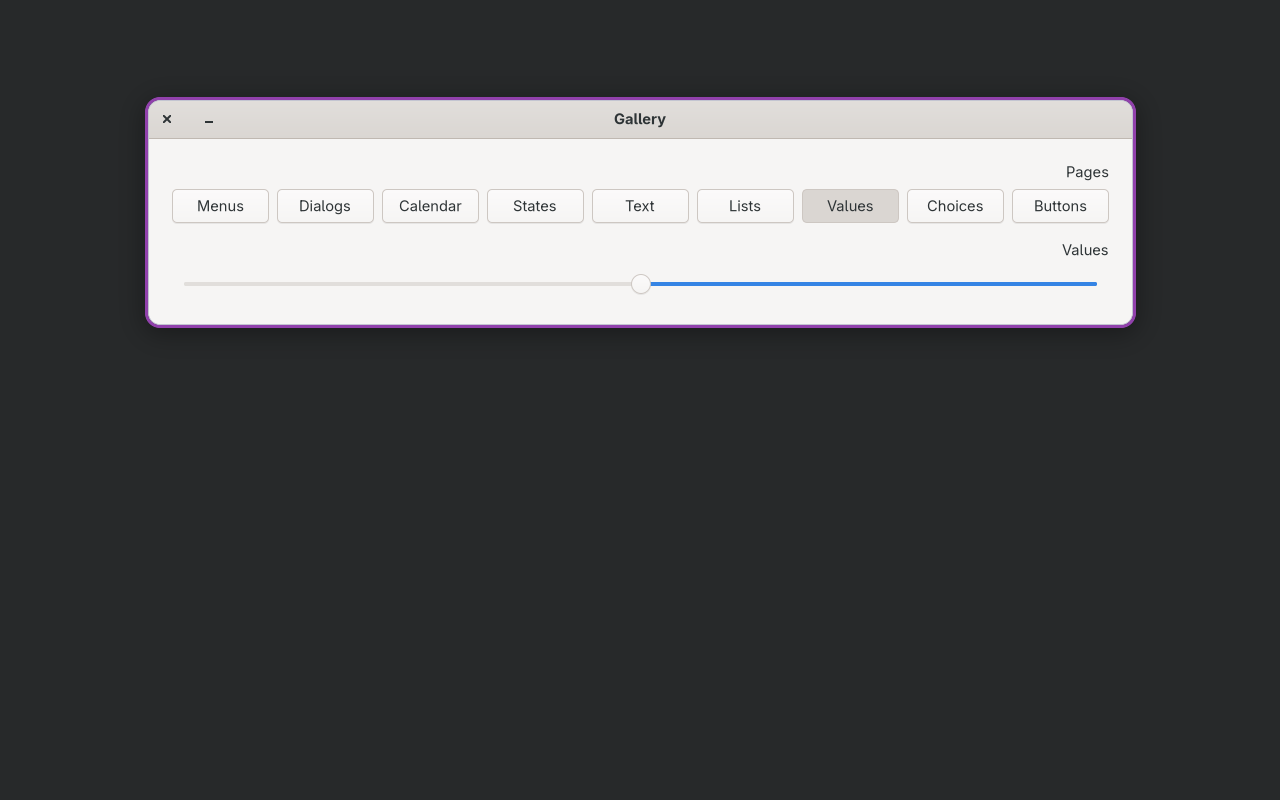 Gallery
Pages
Menus Dialogs Calendar States Text Lists Values Choices Buttons
Values